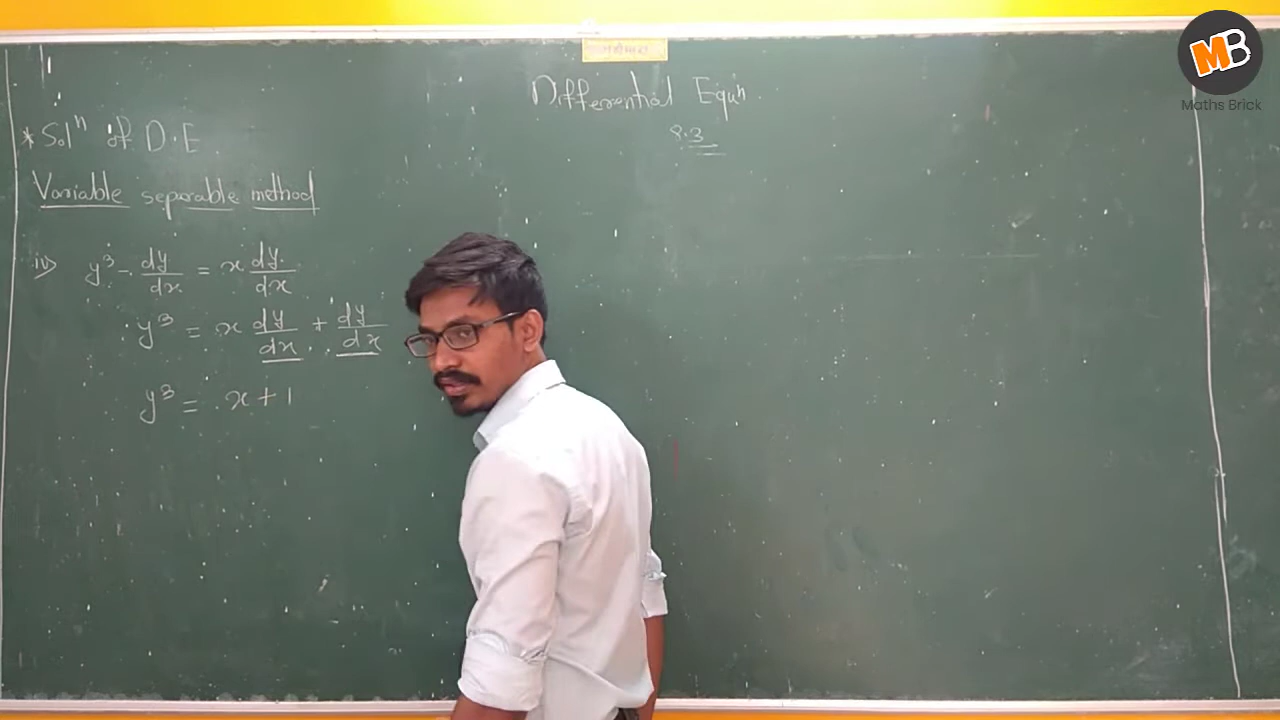 MB
Maths Brick
Differential Equⁿ.
8.3
* Solⁿ of D.E
Variable separable method
iv) y³ - dy/dx = x dy/dx
y³ = x dy/dx + dy/dx
y³ = x + 1